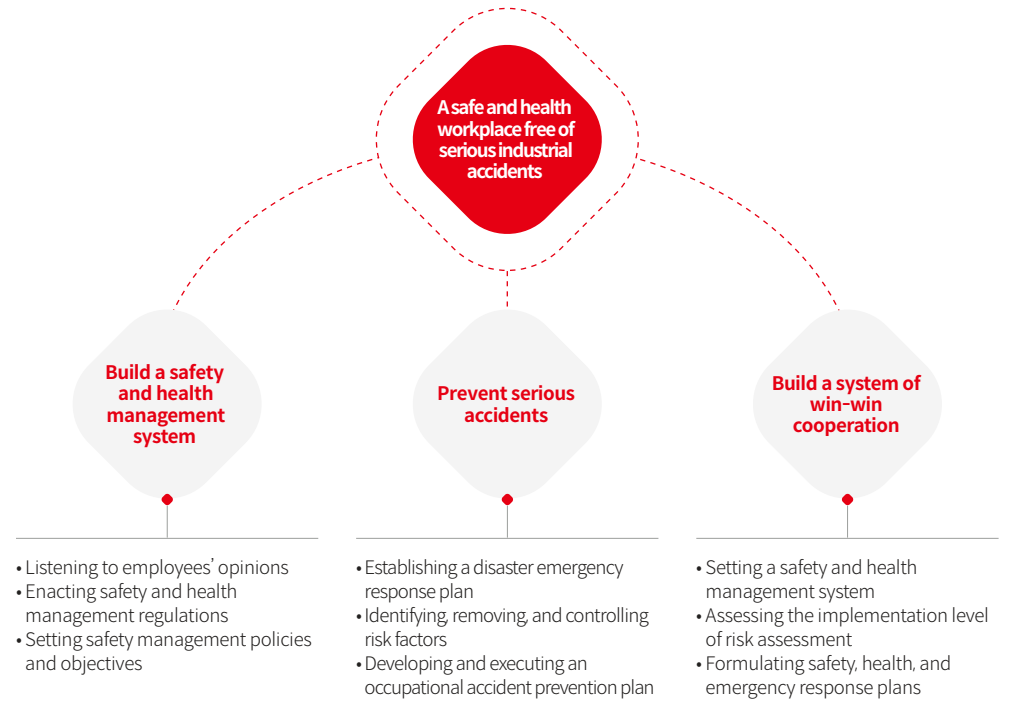 A safe and health
workplace free of
serious industrial
accidents
Build a safety
and health
management
system
Prevent serious
accidents
Build a system of
win-win
cooperation
• Listening to employees’ opinions
• Enacting safety and health
management regulations
• Setting safety management policies
and objectives
• Establishing a disaster emergency
response plan
• Identifying, removing, and controlling
risk factors
• Developing and executing an
occupational accident prevention plan
• Setting a safety and health
management system
• Assessing the implementation level
of risk assessment
• Formulating safety, health, and
emergency response plans